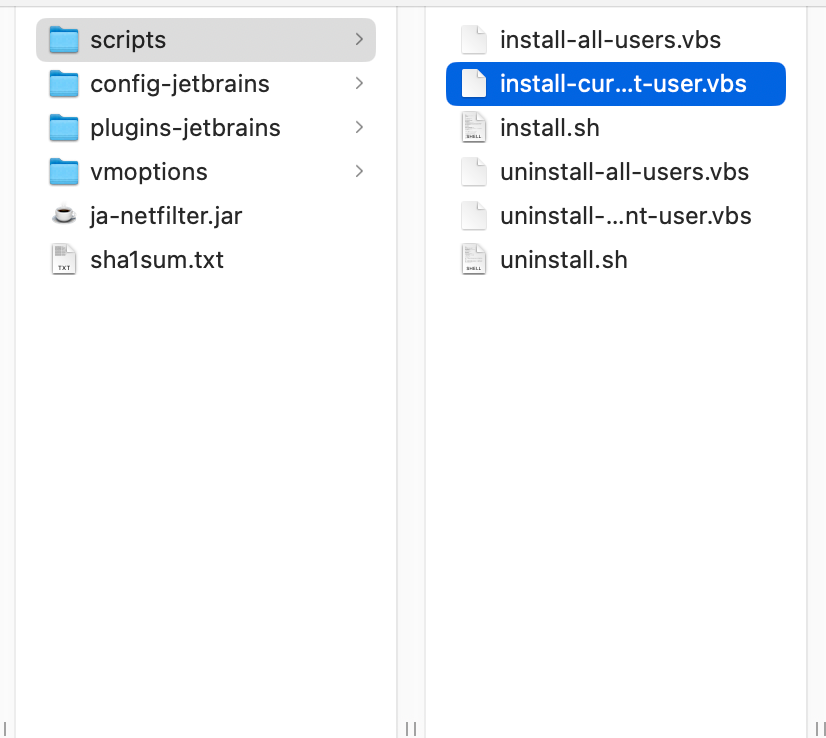 scripts
config-jetbrains
plugins-jetbrains
vmoptions
ja-netfilter.jar
TXT
sha1sum.txt
install-all-users.vbs
install-cur...t-user.vbs
SHELL
install.sh
uninstall-all-users.vbs
uninstall-...nt-user.vbs
SHELL
uninstall.sh